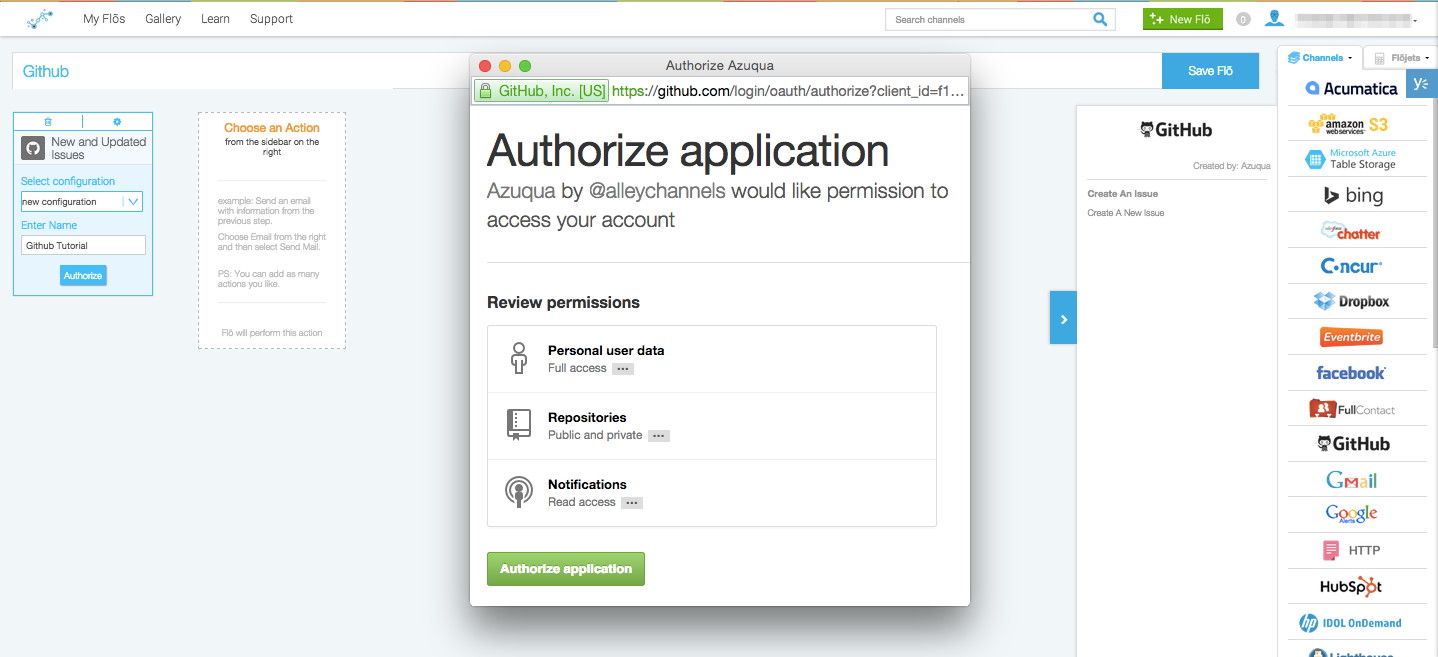 My Flōs
Gallery
Learn
Support
Search channels
New Flō
0
Github
Save Flō
Channels
Flōjets
New and Updated
Issues
Select configuration
new configuration
Enter Name
Github Tutorial
Authorize
Choose an Action
from the sidebar on the
right
example: Send an email
with information from the
previous step.
Choose Email from the right
and then select Send Mail.
PS: You can add as many
actions you like.
Flō will perform this action
Authorize Azuqua
GitHub, Inc. [US] https://github.com/login/oauth/authorize?client_id=f1...
Authorize application
Azuqua by @alleychannels would like permission to
access your account
Review permissions
Personal user data
Full access ...
Repositories
Public and private ...
Notifications
Read access ...
Authorize application
GitHub
Created by: Azuqua
Create An Issue
Create A New Issue
Acumatica
amazon
web services S3
Microsoft Azure
Table Storage
bing
salesforce
chatter
C•ncur
Dropbox
Eventbrite
facebook
FullContact
GitHub
Gmail
Google
Alerts
HTTP
HubSpot
hp IDOL OnDemand
Lighthouse